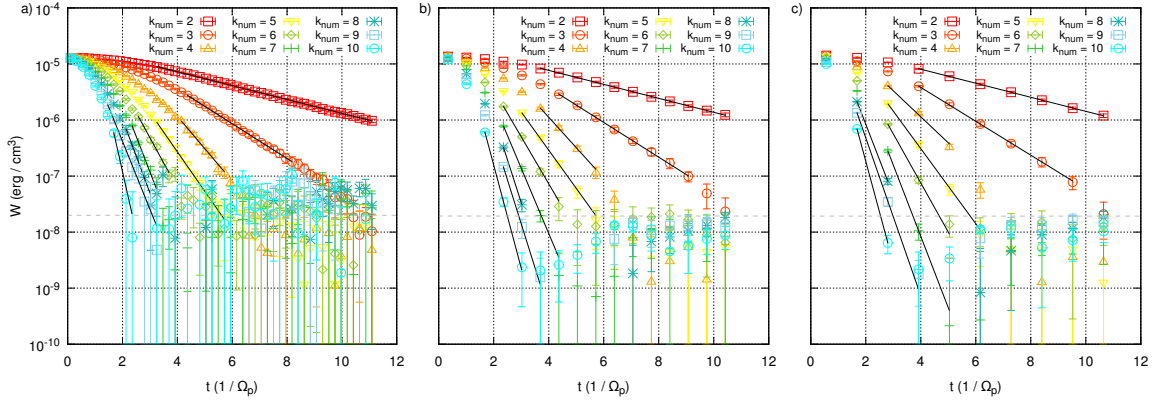 a)
b)
c)
k_num = 2
k_num = 3
k_num = 4
k_num = 5
k_num = 6
k_num = 7
k_num = 8
k_num = 9
k_num = 10
k_num = 2
k_num = 3
k_num = 4
k_num = 5
k_num = 6
k_num = 7
k_num = 8
k_num = 9
k_num = 10
k_num = 2
k_num = 3
k_num = 4
k_num = 5
k_num = 6
k_num = 7
k_num = 8
k_num = 9
k_num = 10
W (erg / cm³)
10⁻⁴
10⁻⁵
10⁻⁶
10⁻⁷
10⁻⁸
10⁻⁹
10⁻¹⁰
0 2 4 6 8 10 12
0 2 4 6 8 10 12
0 2 4 6 8 10 12
t (1 / Ω_p)
t (1 / Ω_p)
t (1 / Ω_p)